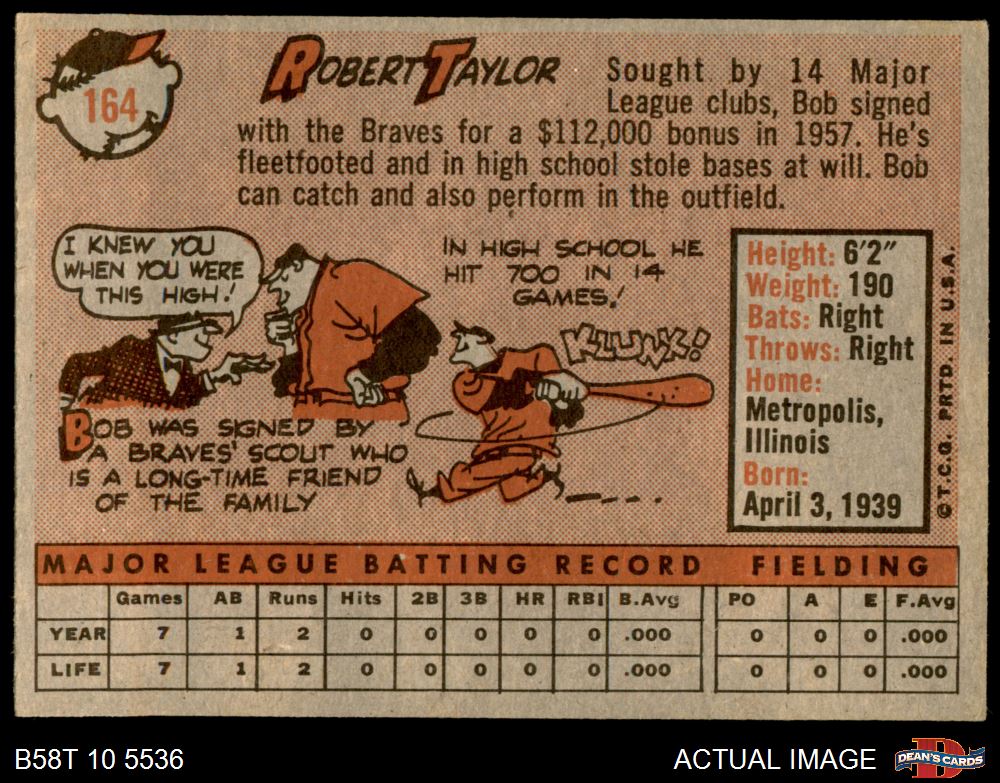 164
ROBERT TAYLOR
Sought by 14 Major
League clubs, Bob signed
with the Braves for a $112,000 bonus in 1957. He's
fleetfooted and in high school stole bases at will. Bob
can catch and also perform in the outfield.
I KNEW YOU
WHEN YOU WERE
THIS HIGH!
BOB WAS SIGNED BY
A BRAVES' SCOUT WHO
IS A LONG-TIME FRIEND
OF THE FAMILY
IN HIGH SCHOOL HE
HIT 700 IN 14
GAMES!
KLUNK!
Height: 6'2"
Weight: 190
Bats: Right
Throws: Right
Home:
Metropolis,
Illinois
Born:
April 3, 1939
©T.C.G. PRTD. IN U.S.A.
MAJOR LEAGUE BATTING RECORD FIELDING
Games AB Runs Hits 2B 3B HR RBI B.Avg PO A E F.Avg
YEAR 7 1 2 0 0 0 0 0 .000 0 0 0 .000
LIFE 7 1 2 0 0 0 0 0 .000 0 0 0 .000
B58T 10 5536
ACTUAL IMAGE
D
DEAN'S CARDS